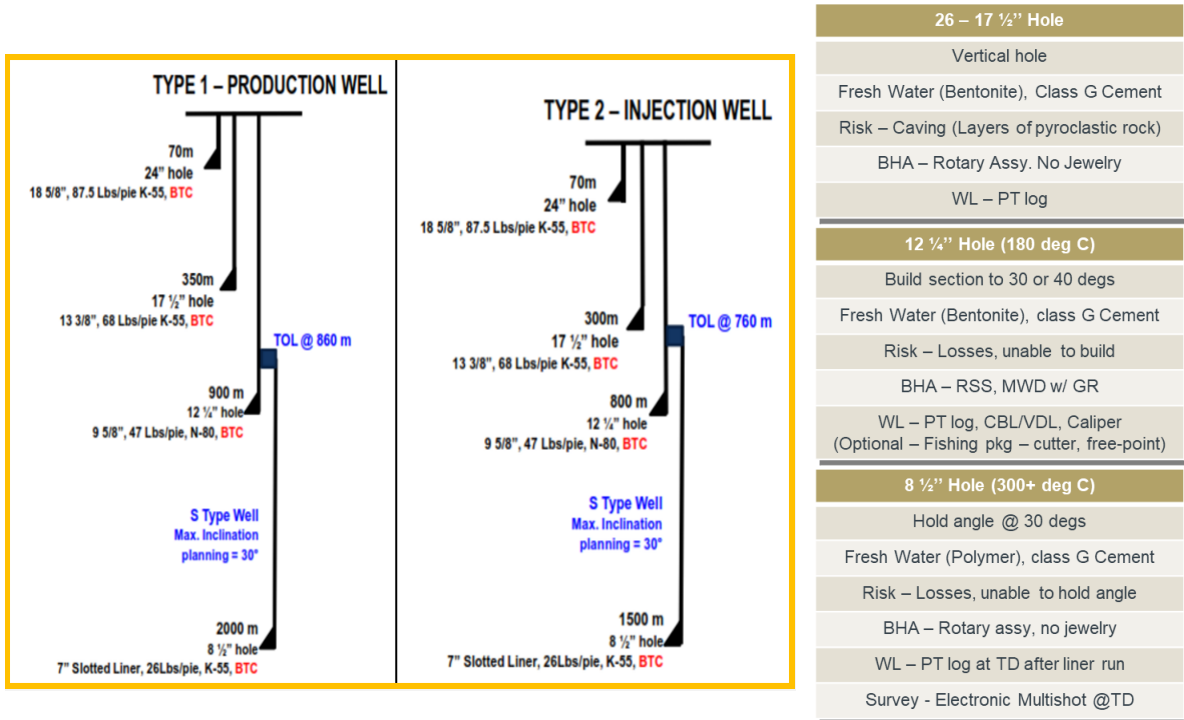 TYPE 1 – PRODUCTION WELL
70m
24” hole
18 5/8”, 87.5 Lbs/pie K-55, BTC
350m
17 ½” hole
13 3/8”, 68 Lbs/pie K-55, BTC
TOL @ 860 m
900 m
12 ¼” hole
9 5/8”, 47 Lbs/pie, N-80, BTC
S Type Well
Max. Inclination
planning = 30°
2000 m
8 ½” hole
7” Slotted Liner, 26Lbs/pie, K-55, BTC
TYPE 2 – INJECTION WELL
70m
24” hole
18 5/8”, 87.5 Lbs/pie K-55, BTC
300m
17 ½” hole
13 3/8”, 68 Lbs/pie K-55, BTC
TOL @ 760 m
800 m
12 ¼” hole
9 5/8”, 47 Lbs/pie, N-80, BTC
S Type Well
Max. Inclination
planning = 30°
1500 m
8 ½” hole
7” Slotted Liner, 26Lbs/pie, K-55, BTC
26 – 17 ½’’ Hole
Vertical hole
Fresh Water (Bentonite), Class G Cement
Risk – Caving (Layers of pyroclastic rock)
BHA – Rotary Assy. No Jewelry
WL – PT log
12 ¼’’ Hole (180 deg C)
Build section to 30 or 40 degs
Fresh Water (Bentonite), class G Cement
Risk – Losses, unable to build
BHA – RSS, MWD w/ GR
WL – PT log, CBL/VDL, Caliper
(Optional – Fishing pkg – cutter, free-point)
8 ½’’ Hole (300+ deg C)
Hold angle @ 30 degs
Fresh Water (Polymer), class G Cement
Risk – Losses, unable to hold angle
BHA – Rotary assy, no jewelry
WL – PT log at TD after liner run
Survey - Electronic Multishot @TD